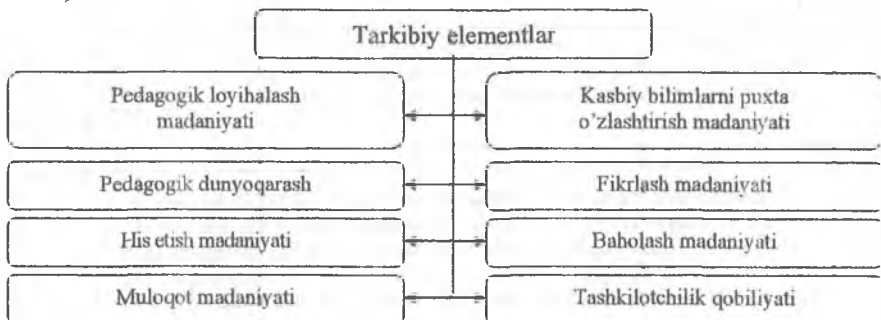 Tarkibiy elementlar
Pedagogik loyihalash
madaniyati
Kasbiy bilimlarni puxta
o'zlashtirish madaniyati
Pedagogik dunyoqarash
Fikrlash madaniyati
His etish madaniyati
Baholash madaniyati
Muloqot madaniyati
Tashkilotchilik qobiliyati